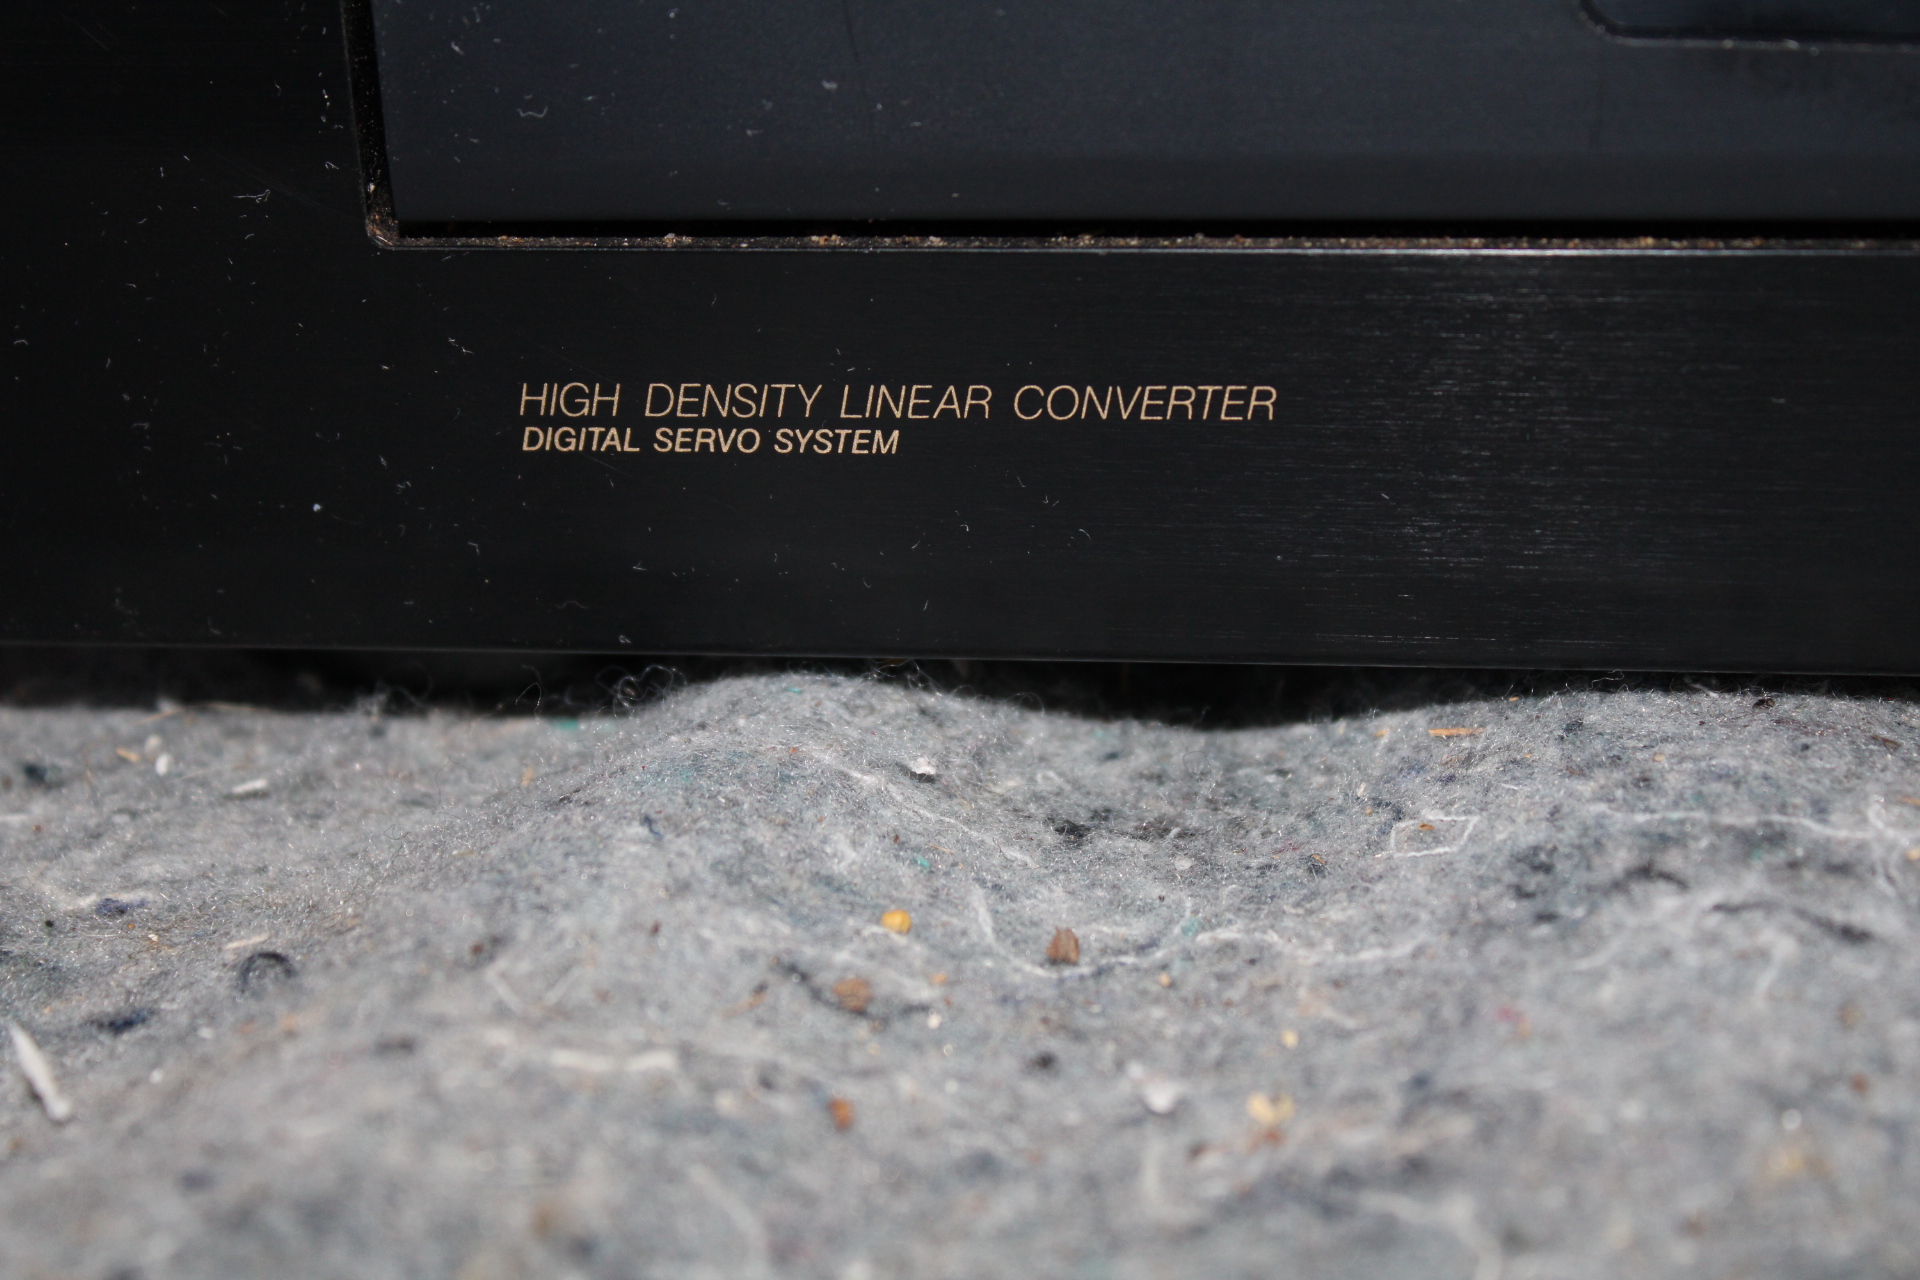 HIGH DENSITY LINEAR CONVERTER
DIGITAL SERVO SYSTEM